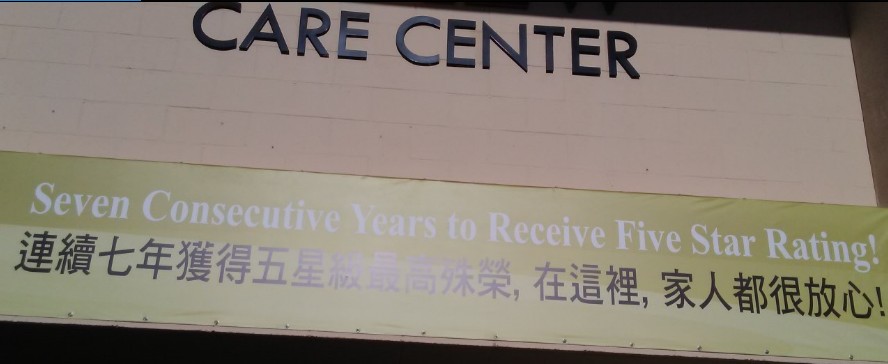 CARE CENTER
Seven Consecutive Years to Receive Five Star Rating!
連續七年獲得五星級最高殊榮, 在這裡, 家人都很放心!